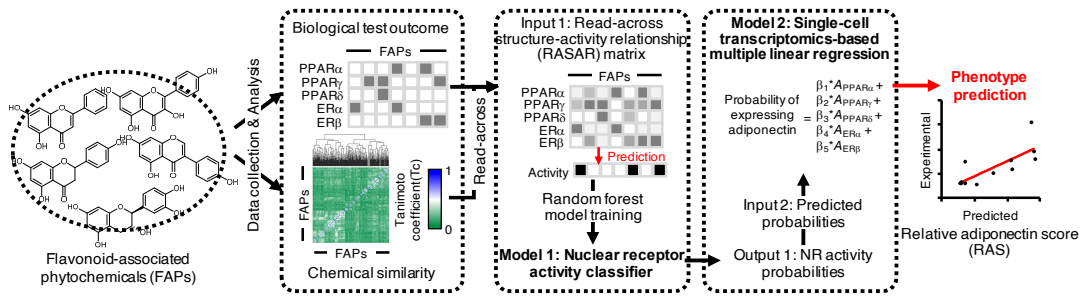 Flavonoid-associated
phytochemicals (FAPs)
Data collection & Analysis
Biological test outcome
FAPs
PPARα
PPARγ
PPARδ
ERα
ERβ
FAPs
FAPs
Tanimoto
coefficient(Tc)
1
0
Chemical similarity
Read-across
Input 1: Read-across
structure-activity relationship
(RASAR) matrix
FAPs
PPARα
PPARγ
PPARδ
ERα
ERβ
Prediction
Activity
Random forest
model training
Model 1: Nuclear receptor
activity classifier
Model 2: Single-cell
transcriptomics-based
multiple linear regression
Probability of
expressing
adiponectin
=
β1*APPARα +
β2*APPARγ +
β3*APPARδ +
β4*AERα +
β5*AERβ
Input 2: Predicted
probabilities
Output 1: NR activity
probabilities
Phenotype
prediction
Experimental
Predicted
Relative adiponectin score
(RAS)